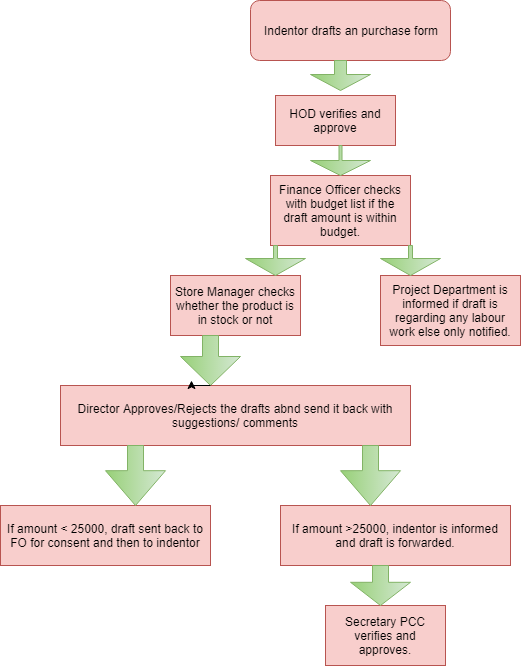 Indentor drafts an purchase form
HOD verifies and
approve
Finance Officer checks
with budget list if the
draft amount is within
budget.
Store Manager checks
whether the product is
in stock or not
Project Department is
informed if draft is
regarding any labour
work else only notified.
Director Approves/Rejects the drafts abnd send it back with
suggestions/ comments
If amount < 25000, draft sent back to
FO for consent and then to indentor
If amount >25000, indentor is informed
and draft is forwarded.
Secretary PCC
verifies and
approves.